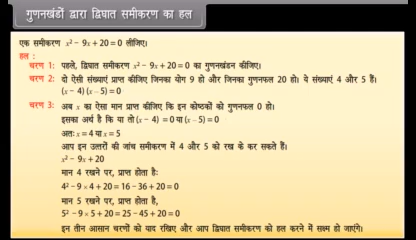 गुणनखंडों द्वारा द्विघात समीकरण का हल
एक समीकरण x² − 9x + 20 = 0 लीजिए।
हल :
चरण 1: पहले, द्विघात समीकरण x² − 9x + 20 = 0 का गुणनखंडन कीजिए।
चरण 2: दो ऐसी संख्याएं प्राप्त कीजिए जिनका योग 9 हो और जिनका गुणनफल 20 हो। ये संख्याएं 4 और 5 हैं।
(x − 4) (x − 5) = 0
चरण 3: अब x का ऐसा मान प्राप्त कीजिए कि इन कोष्ठकों को गुणनफल 0 हो।
इसका अर्थ है कि या तो (x − 4) = 0 या (x − 5) = 0
अतः x = 4 या x = 5
आप इन उत्तरों की जांच समीकरण में 4 और 5 को रख के कर सकते हैं।
x² − 9x + 20
मान 4 रखने पर, प्राप्त होता है:
4² − 9 × 4 + 20 = 16 − 36 + 20 = 0
मान 5 रखने पर, प्राप्त होता है,
5² − 9 × 5 + 20 = 25 − 45 + 20 = 0
इन तीन आसान चरणों को याद रखिए और आप द्विघात समीकरण को हल करने में सक्षम हो जाएंगे।